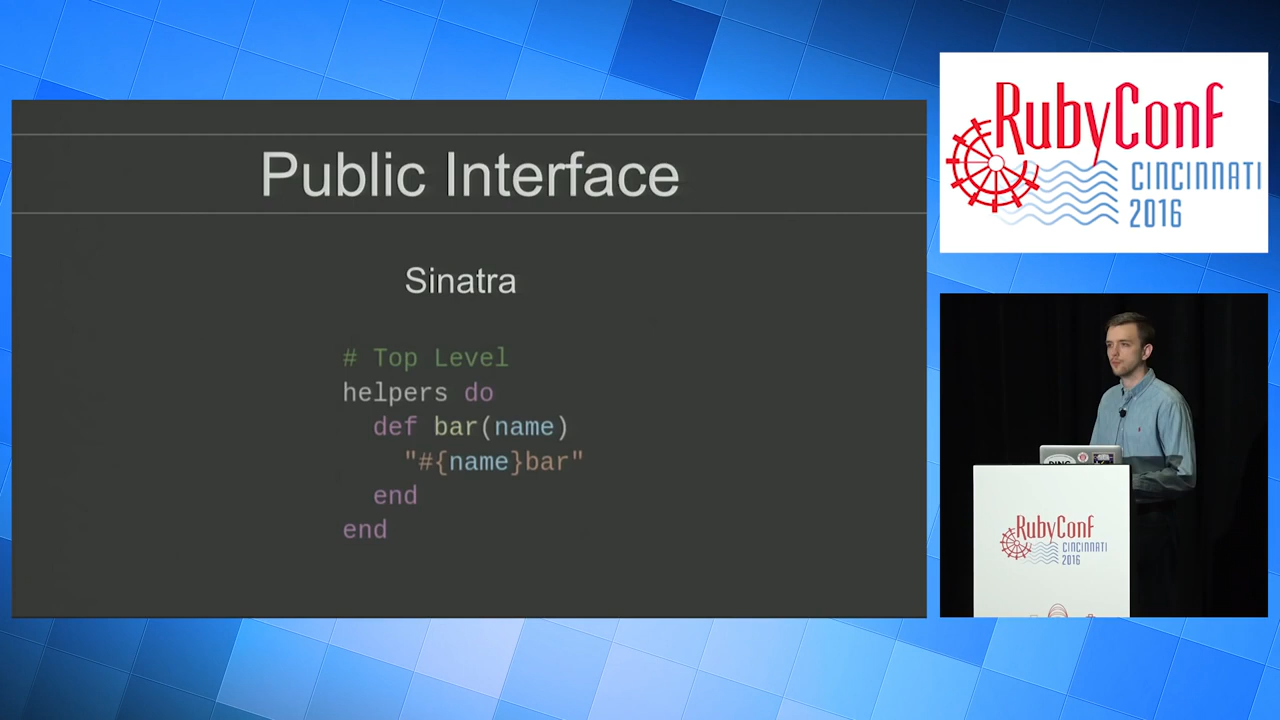 Public Interface
Sinatra
# Top Level
helpers do
def bar(name)
"#{name}bar"
end
end
RubyConf
CINCINNATI
2016
RubyConf
CINCINNATI
2016